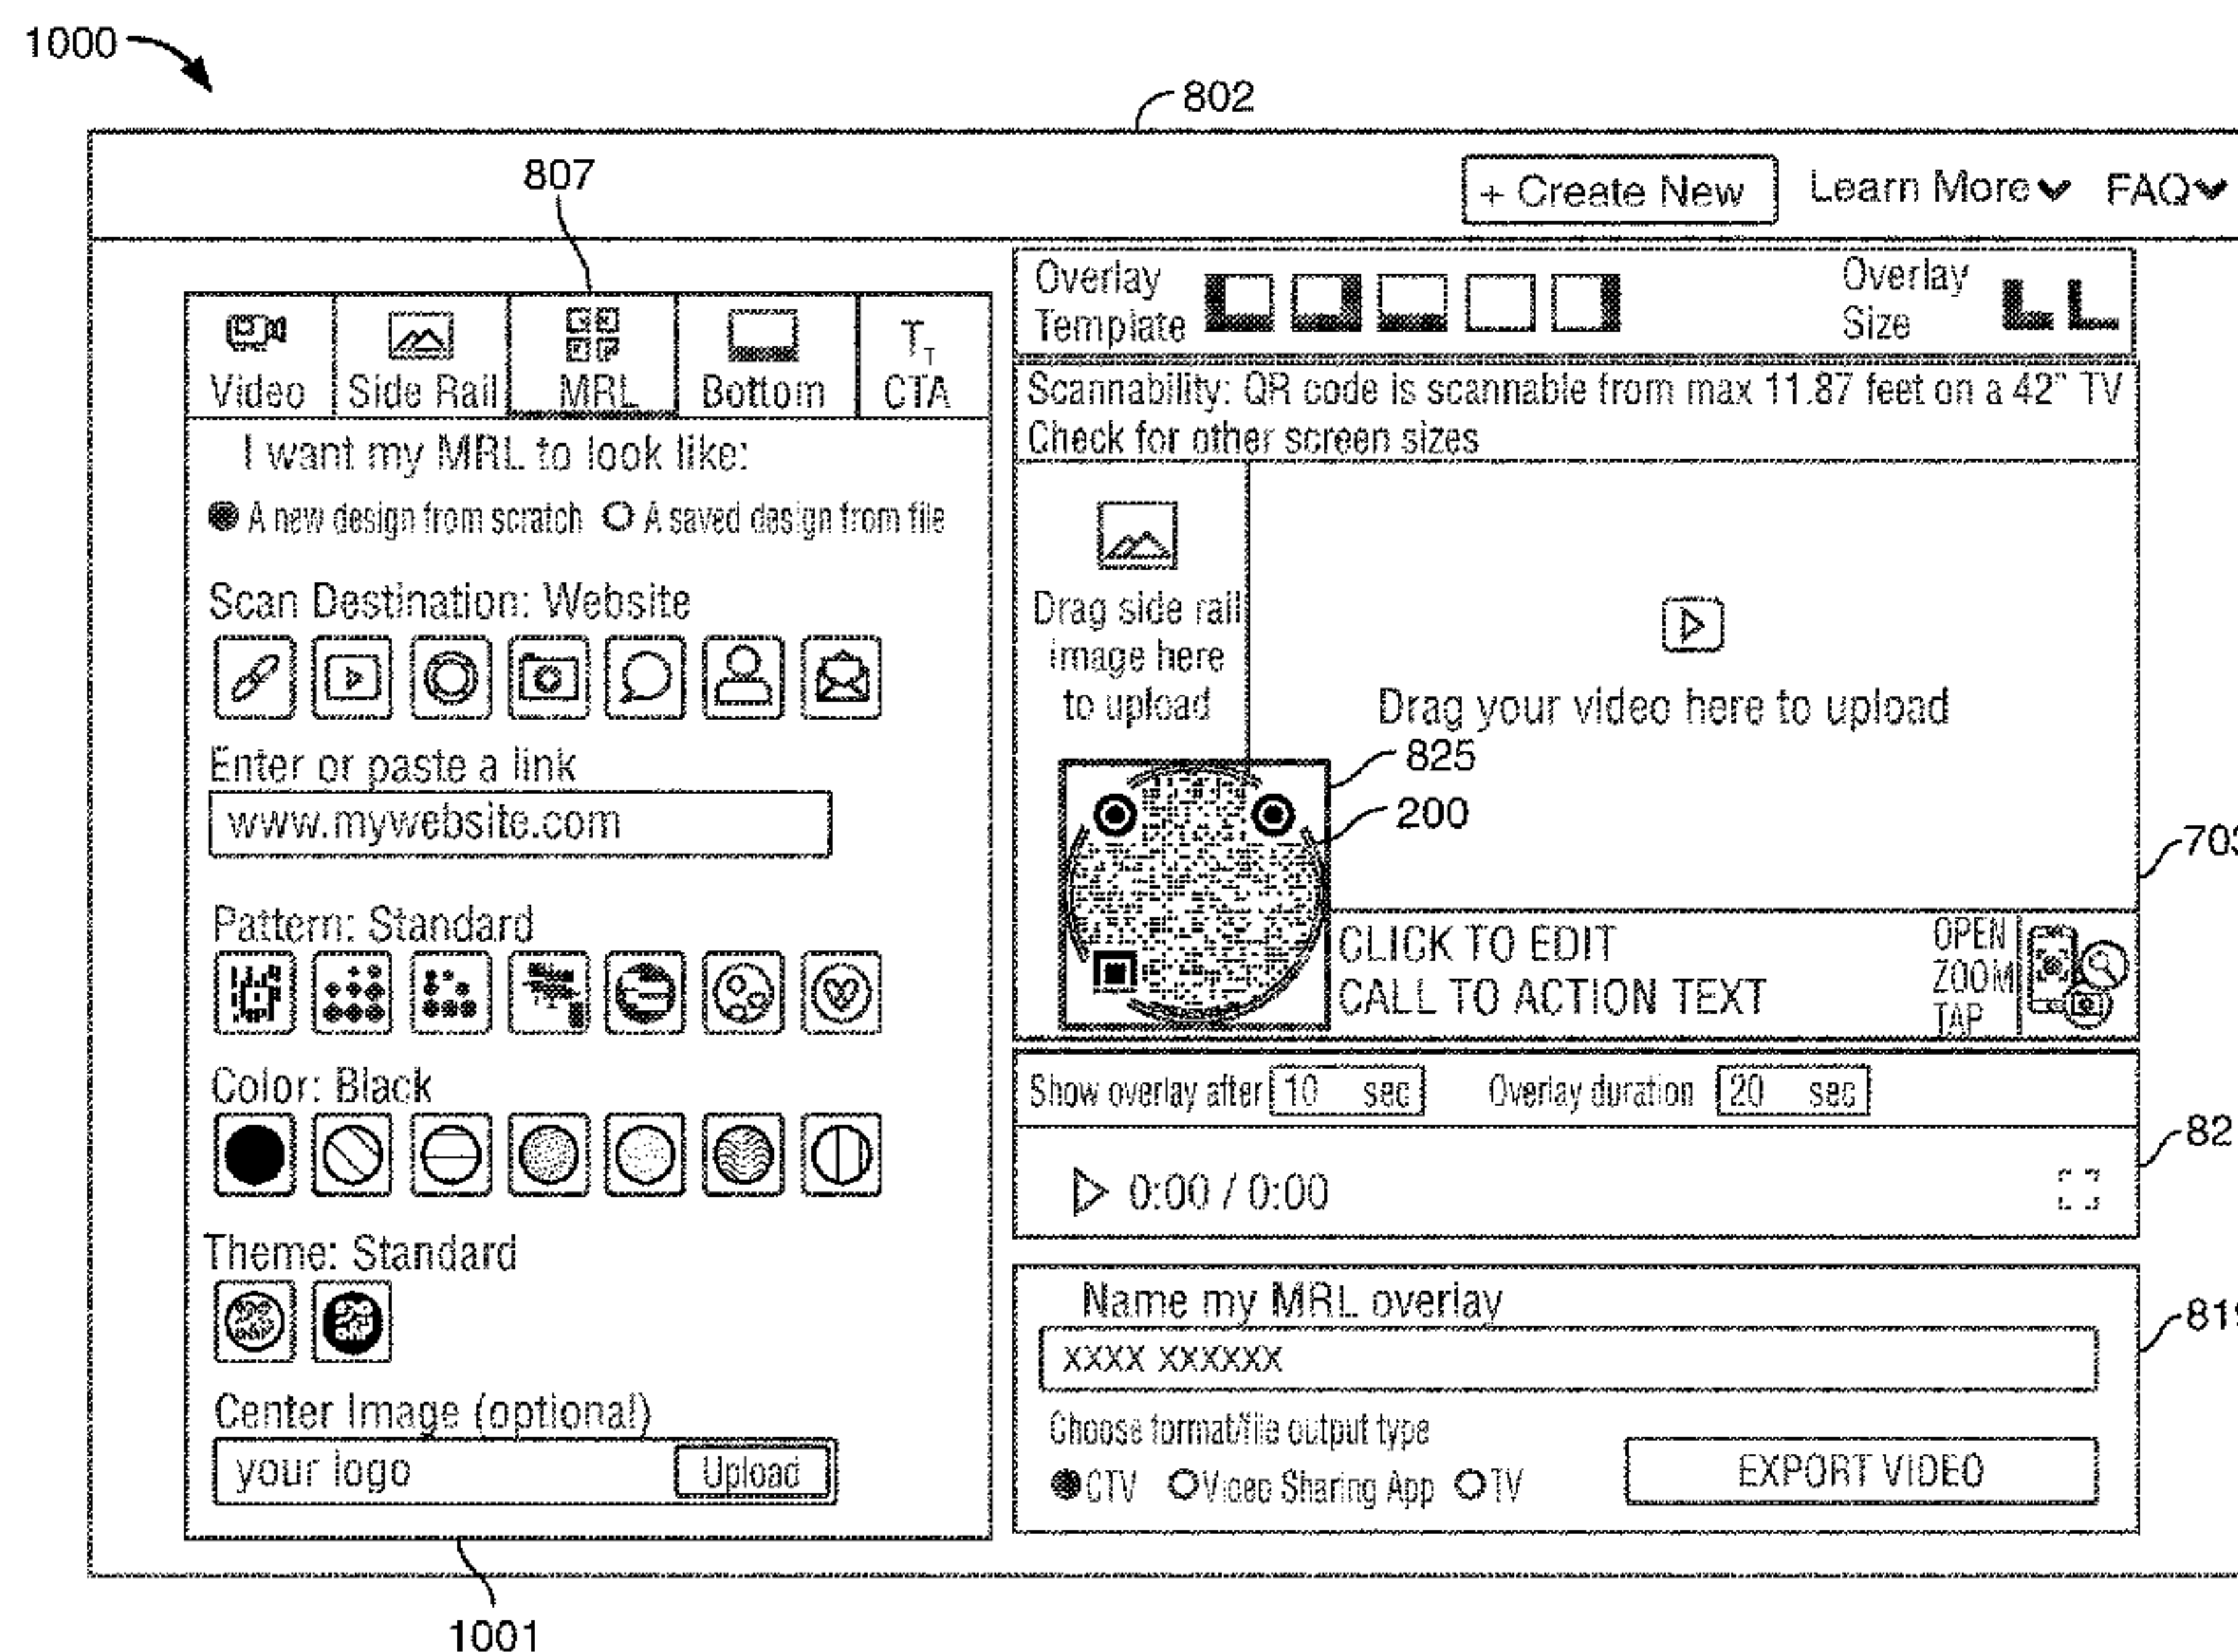 1000
802
807
+ Create New Learn More FAQ
Video Side Rail MRL Bottom CTA
I want my MRL to look like:
A new design from scratch A saved design from file
Scan Destination: Website
Enter or paste a link
www.mywebsite.com
Pattern: Standard
Color: Black
Theme: Standard
Center Image (optional)
your logo Upload
1001
Overlay Template
Overlay Size
Scannability: QR code is scannable from max 11.87 feet on a 42" TV
Check for other screen sizes
Drag side rail
image here
to upload
Drag your video here to upload
825
200
703
CLICK TO EDIT
CALL TO ACTION TEXT
OPEN
ZOOM
TAP
Show overlay after 10 sec Overlay duration 20 sec
0:00 / 0:00
82
Name my MRL overlay
819
xxxx xxxxxx
Choose format/file output type
CTV Video Sharing App TV
EXPORT VIDEO